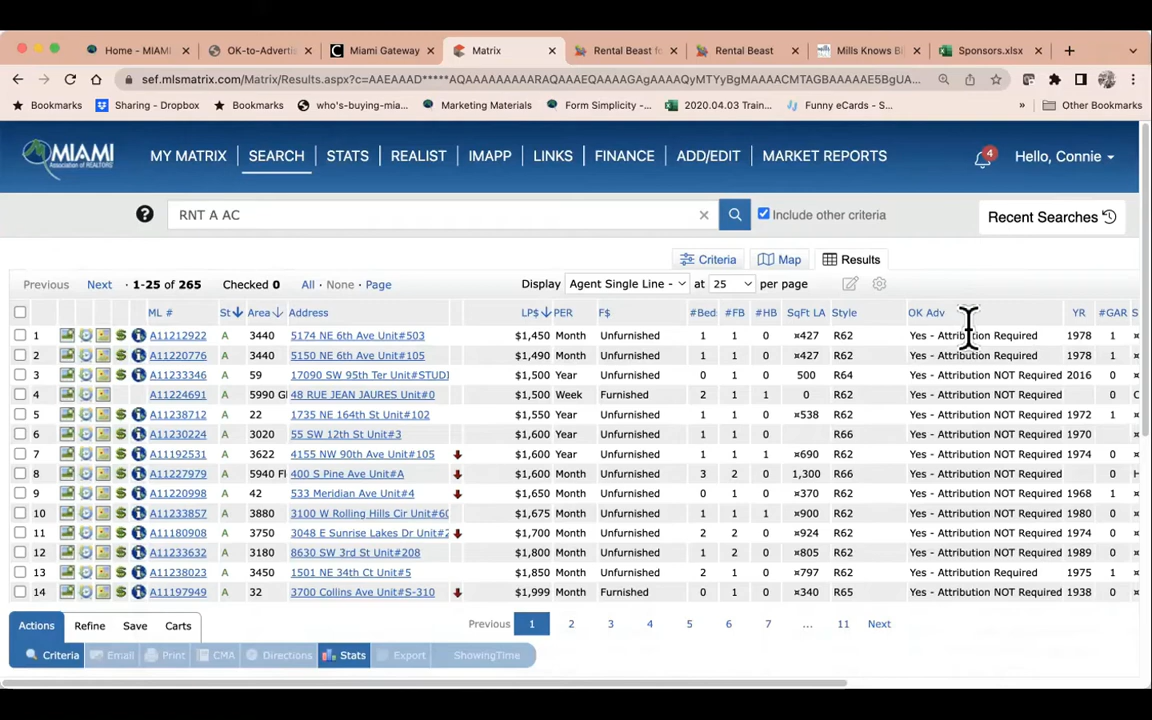 Home - MIAMI OK-to-Advertis Miami Gateway Matrix Rental Beast fo Rental Beast Mills Knows Bi Sponsors.xlsx
sef.mlsmatrix.com/Matrix/Results.aspx?c=AAEAAAD*****AQAAAAAAAAARAQAAAEQAAAAGAgAAAAQyMTYyBgMAAAACMTAGBAAAAAE5BgUA...
Bookmarks Sharing - Dropbox Bookmarks who's-buying-mia... Marketing Materials Form Simplicity -... 2020.04.03 Train... Funny eCards - S... » Other Bookmarks
MIAMI MY MATRIX SEARCH STATS REALIST IMAPP LINKS FINANCE ADD/EDIT MARKET REPORTS 4 Hello, Connie
? RNT A AC Include other criteria Recent Searches
Criteria Map Results
Previous Next · 1-25 of 265 Checked 0 All · None · Page Display Agent Single Line - at 25 per page
ML # St Area Address LP$ PER F$ #Bed #FB #HB SqFt LA Style OK Adv YR #GAR S
1 A11212922 A 3440 5174 NE 6th Ave Unit#503 $1,450 Month Unfurnished 1 1 0 ¤427 R62 Yes - Attribution Required 1978 1 ¤
2 A11220776 A 3440 5150 NE 6th Ave Unit#105 $1,490 Month Unfurnished 1 1 0 ¤427 R62 Yes - Attribution Required 1978 1 ¤
3 A11233346 A 59 17090 SW 95th Ter Unit#STUDI $1,500 Year Unfurnished 0 1 0 500 R64 Yes - Attribution NOT Required 2016 0 ¤
4 A11224691 A 5990 Gl 48 RUE JEAN JAURES Unit#0 $1,500 Week Furnished 2 1 1 0 R62 Yes - Attribution NOT Required 0 C
5 A11238712 A 22 1735 NE 164th St Unit#102 $1,550 Year Unfurnished 1 1 0 ¤538 R62 Yes - Attribution NOT Required 1972 1 ¤
6 A11230224 A 3020 55 SW 12th St Unit#3 $1,600 Year Unfurnished 1 1 0 R66 Yes - Attribution NOT Required 1970 ¤
7 A11192531 A 3622 4155 NW 90th Ave Unit#105 $1,600 Year Unfurnished 1 1 1 ¤690 R62 Yes - Attribution NOT Required 1974 0 ¤
8 A11227979 A 5940 Fl 400 S Pine Ave Unit#A $1,600 Month Unfurnished 3 2 0 1,300 R66 Yes - Attribution NOT Required 0 H
9 A11220998 A 42 533 Meridian Ave Unit#4 $1,650 Month Unfurnished 0 1 0 ¤370 R62 Yes - Attribution NOT Required 1968 1 ¤
10 A11233857 A 3880 3100 W Rolling Hills Cir Unit#60 $1,675 Month Unfurnished 1 1 1 ¤900 R62 Yes - Attribution NOT Required 1980 0 ¤
11 A11180908 A 3750 3048 E Sunrise Lakes Dr Unit#2 $1,700 Month Unfurnished 2 2 0 ¤924 R62 Yes - Attribution NOT Required 1974 0 ¤
12 A11233632 A 3180 8630 SW 3rd St Unit#208 $1,800 Month Unfurnished 1 2 0 ¤805 R62 Yes - Attribution NOT Required 1989 0 ¤
13 A11238023 A 3450 1501 NE 34th Ct Unit#5 $1,850 Month Unfurnished 2 1 0 ¤797 R62 Yes - Attribution Required 1975 1 ¤
14 A11197949 A 32 3700 Collins Ave Unit#S-310 $1,999 Month Furnished 0 1 0 ¤340 R65 Yes - Attribution NOT Required 1938 0 ¤
Actions Refine Save Carts Previous 1 2 3 4 5 6 7 ... 11 Next
Criteria Email Print CMA Directions Stats Export ShowingTime